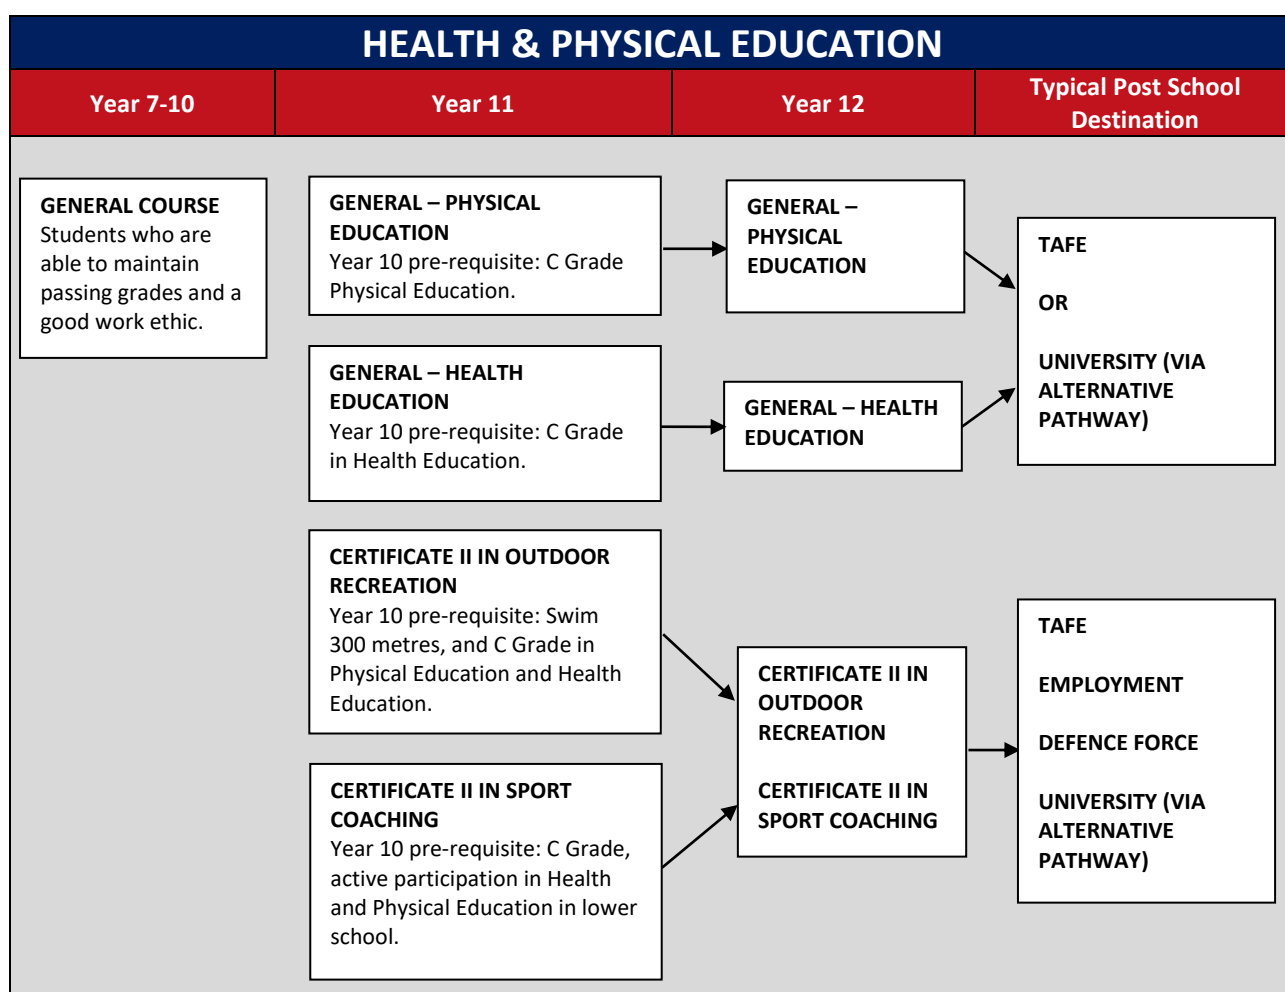 HEALTH & PHYSICAL EDUCATION
Year 7-10
Year 11
Year 12
Typical Post School
Destination
GENERAL COURSE
Students who are
able to maintain
passing grades and a
good work ethic.
GENERAL – PHYSICAL
EDUCATION
Year 10 pre-requisite: C Grade
Physical Education.
GENERAL –
PHYSICAL
EDUCATION
TAFE
OR
UNIVERSITY (VIA
ALTERNATIVE
PATHWAY)
GENERAL – HEALTH
EDUCATION
Year 10 pre-requisite: C Grade
in Health Education.
GENERAL – HEALTH
EDUCATION
CERTIFICATE II IN OUTDOOR
RECREATION
Year 10 pre-requisite: Swim
300 metres, and C Grade in
Physical Education and Health
Education.
CERTIFICATE II IN SPORT
COACHING
Year 10 pre-requisite: C Grade,
active participation in Health
and Physical Education in lower
school.
CERTIFICATE II IN
OUTDOOR
RECREATION
CERTIFICATE II IN
SPORT COACHING
TAFE
EMPLOYMENT
DEFENCE FORCE
UNIVERSITY (VIA
ALTERNATIVE
PATHWAY)